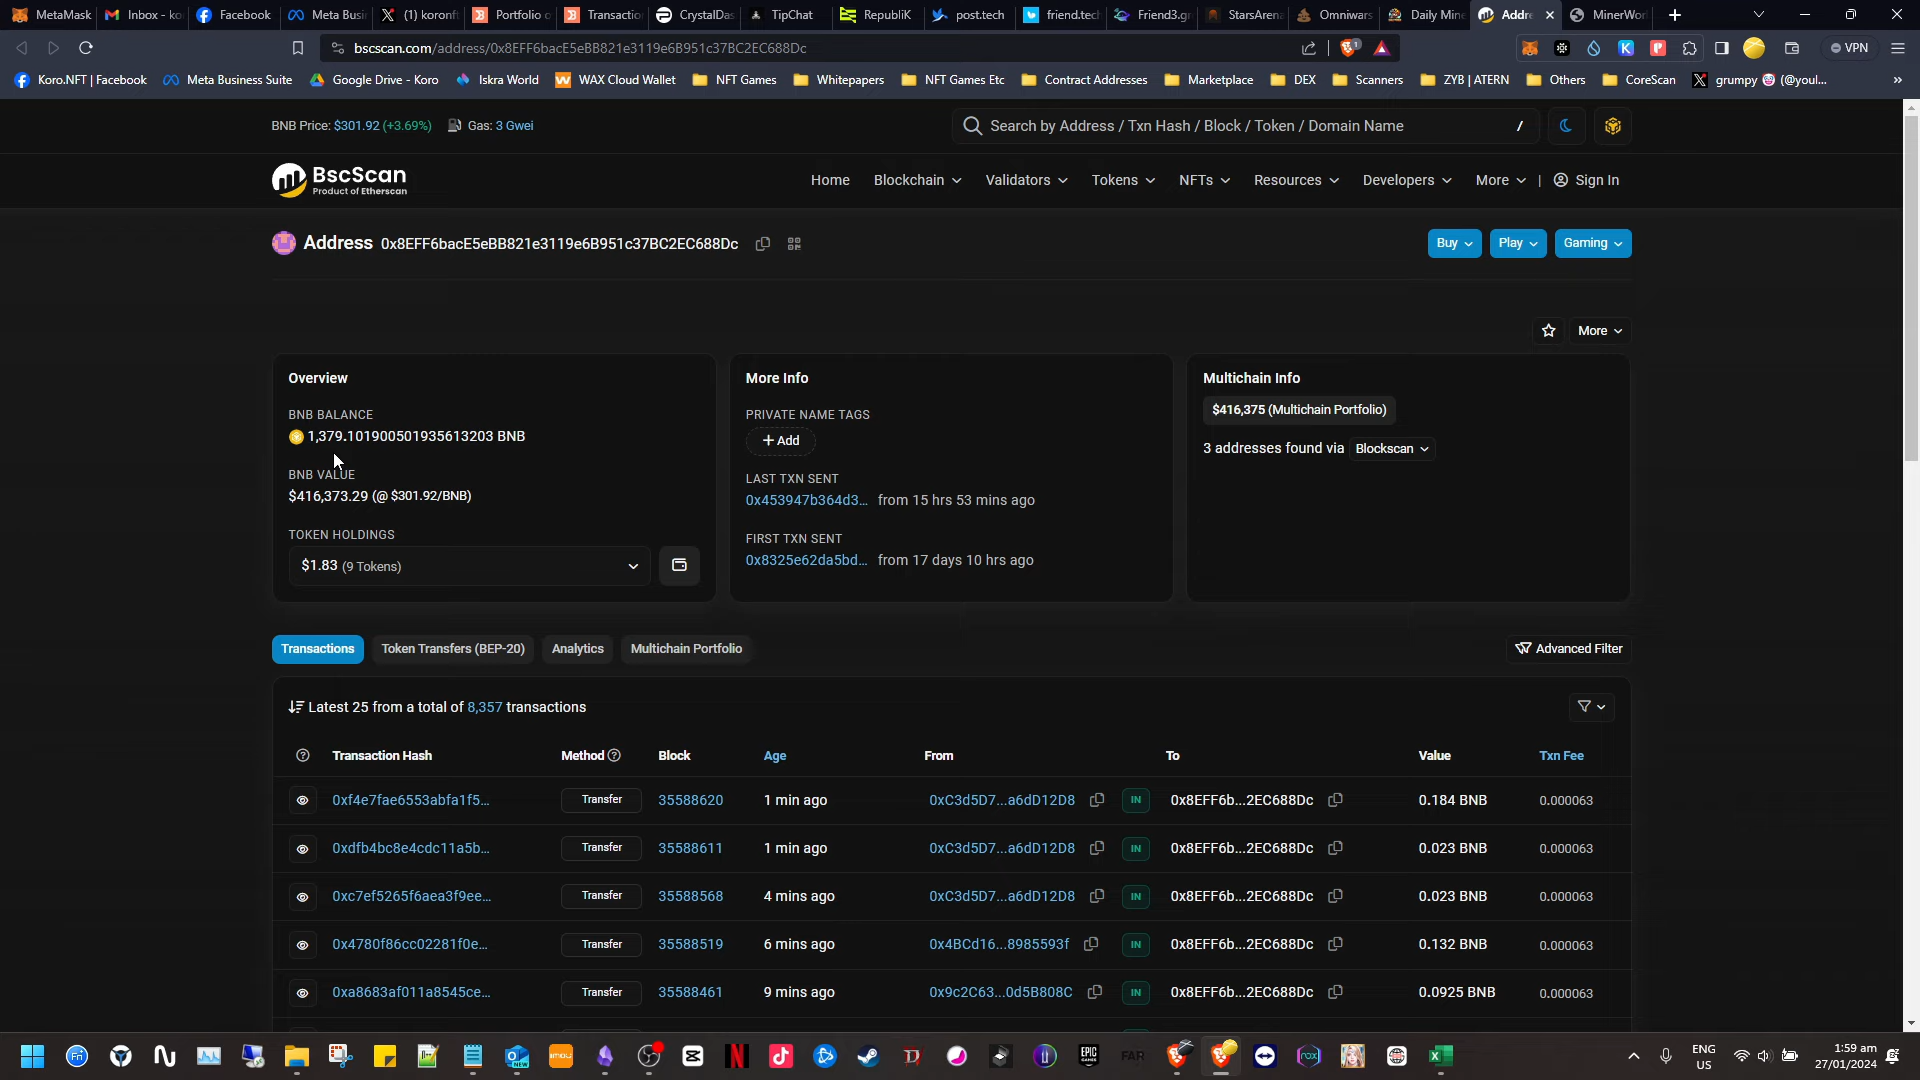 MetaMask
Inbox - ko
Facebook
Meta Busi
(1) koronft
Portfolio o
Transactio
CrystalDas
TipChat
RepubliK
post.tech
friend.tech
Friend3.gr
StarsArena
Omniwars
Daily Mine
Addre
MinerWor
bscscan.com/address/0x8EFF6bacE5eBB821e3119e6B951c37BC2EC688Dc
VPN
Koro.NFT | Facebook
Meta Business Suite
Google Drive - Koro
Iskra World
WAX Cloud Wallet
NFT Games
Whitepapers
NFT Games Etc
Contract Addresses
Marketplace
DEX
Scanners
ZYB | ATERN
Others
CoreScan
grumpy (@youl...
BNB Price: $301.92 (+3.69%)
Gas: 3 Gwei
Search by Address / Txn Hash / Block / Token / Domain Name
/
BscScan
Product of Etherscan
Home
Blockchain
Validators
Tokens
NFTs
Resources
Developers
More
|
Sign In
Address 0x8EFF6bacE5eBB821e3119e6B951c37BC2EC688Dc
Buy
Play
Gaming
More
Overview
BNB BALANCE
1,379.101900501935613203 BNB
BNB VALUE
$416,373.29 (@ $301.92/BNB)
TOKEN HOLDINGS
$1.83 (9 Tokens)
More Info
PRIVATE NAME TAGS
+ Add
LAST TXN SENT
0x453947b364d3... from 15 hrs 53 mins ago
FIRST TXN SENT
0x8325e62da5bd... from 17 days 10 hrs ago
Multichain Info
$416,375 (Multichain Portfolio)
3 addresses found via Blockscan
Transactions
Token Transfers (BEP-20)
Analytics
Multichain Portfolio
Advanced Filter
Latest 25 from a total of 8,357 transactions
Transaction Hash Method Block Age From To Value Txn Fee
0xf4e7fae6553abfa1f5... Transfer 35588620 1 min ago 0xC3d5D7...a6dD12D8 IN 0x8EFF6b...2EC688Dc 0.184 BNB 0.000063
0xdfb4bc8e4cdc11a5b... Transfer 35588611 1 min ago 0xC3d5D7...a6dD12D8 IN 0x8EFF6b...2EC688Dc 0.023 BNB 0.000063
0xc7ef5265f6aea3f9ee... Transfer 35588568 4 mins ago 0xC3d5D7...a6dD12D8 IN 0x8EFF6b...2EC688Dc 0.023 BNB 0.000063
0x4780f86cc02281f0e... Transfer 35588519 6 mins ago 0x4BCd16...8985593f IN 0x8EFF6b...2EC688Dc 0.132 BNB 0.000063
0xa8683af011a8545ce... Transfer 35588461 9 mins ago 0x9c2C63...0d5B808C IN 0x8EFF6b...2EC688Dc 0.0925 BNB 0.000063
EPIC
FAR
ENG
US
1:59 am
27/01/2024